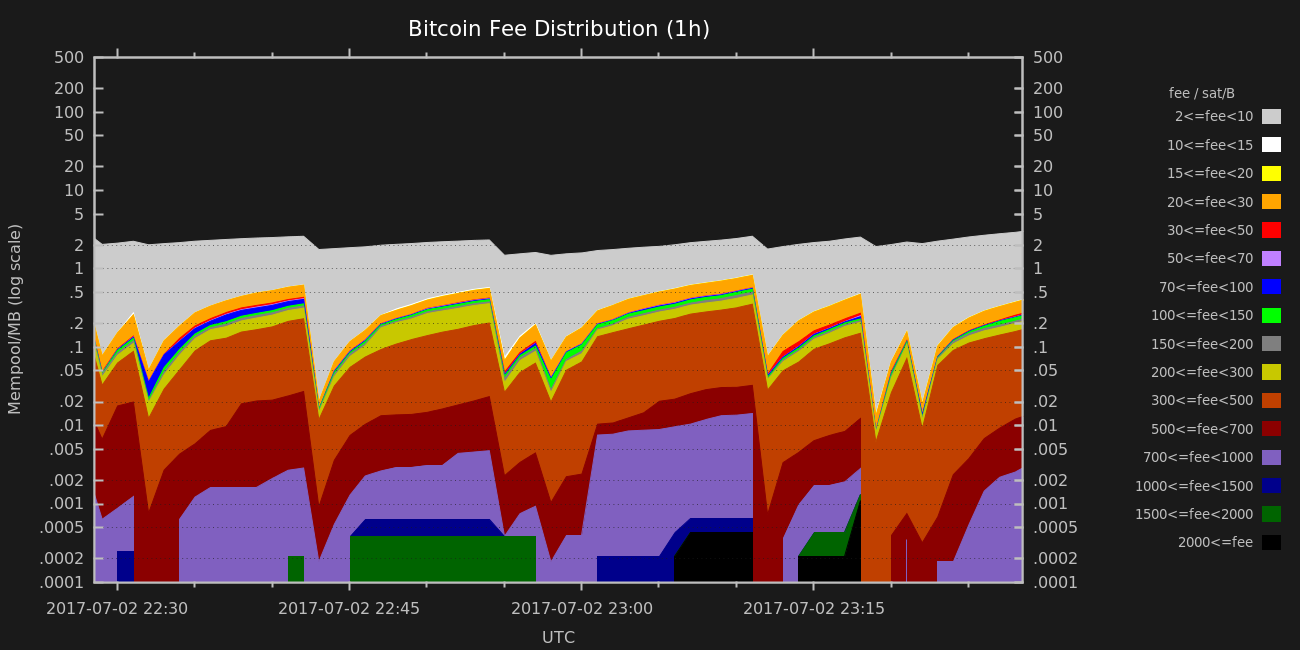 Bitcoin Fee Distribution (1h)
500 500
200 200
100 100
50 50
20 20
10 10
5 5
2 2
1 1
.5 .5
.2 .2
.1 .1
.05 .05
.02 .02
.01 .01
.005 .005
.002 .002
.001 .001
.0005 .0005
.0002 .0002
.0001 .0001
Mempool/MB (log scale)
2017-07-02 22:30 2017-07-02 22:45 2017-07-02 23:00 2017-07-02 23:15
UTC
fee / sat/B
2<=fee<10
10<=fee<15
15<=fee<20
20<=fee<30
30<=fee<50
50<=fee<70
70<=fee<100
100<=fee<150
150<=fee<200
200<=fee<300
300<=fee<500
500<=fee<700
700<=fee<1000
1000<=fee<1500
1500<=fee<2000
2000<=fee